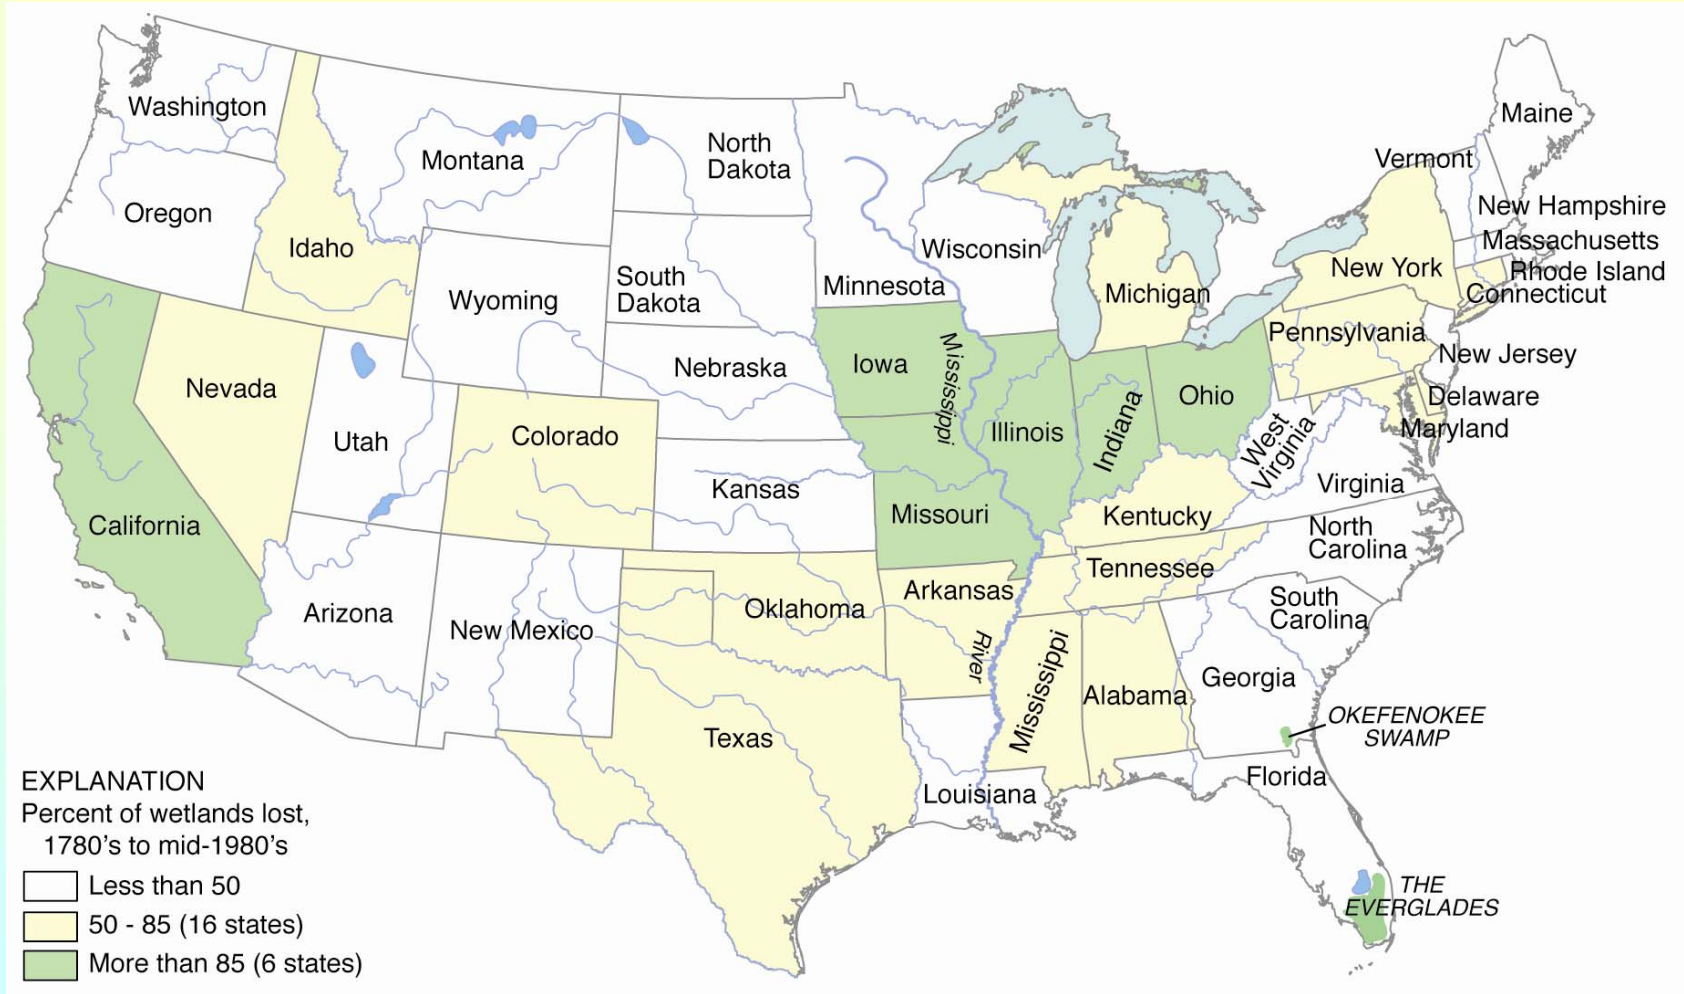 Washington
Montana
North
Dakota
Maine
Vermont
Oregon
Idaho
New Hampshire
Massachusetts
Wisconsin
New York
Rhode Island
Connecticut
South
Dakota
Minnesota
Michigan
Wyoming
Pennsylvania
New Jersey
Iowa
Mississippi
Nebraska
Nevada
Ohio
Delaware
Maryland
Utah
Colorado
Illinois
Indiana
West
Virginia
Kansas
Virginia
California
Missouri
Kentucky
North
Carolina
Tennessee
Arkansas
Arizona
New Mexico
Oklahoma
South
Carolina
River
Mississippi
Alabama
Georgia
Texas
OKEFENOKEE
SWAMP
Florida
Louisiana
THE
EVERGLADES
EXPLANATION
Percent of wetlands lost,
1780's to mid-1980's
Less than 50
50 - 85 (16 states)
More than 85 (6 states)